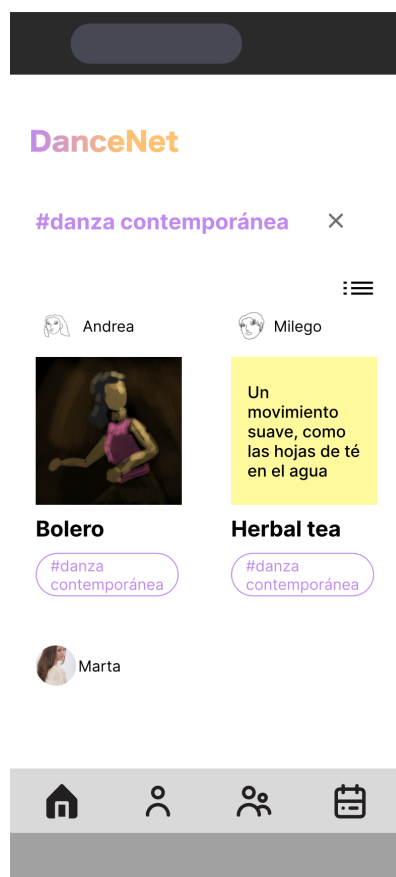 DanceNet
#danza contemporánea
Andrea
Milego
Un
movimiento
suave, como
las hojas de té
en el agua
Bolero
Herbal tea
#danza
contemporánea
#danza
contemporánea
Marta